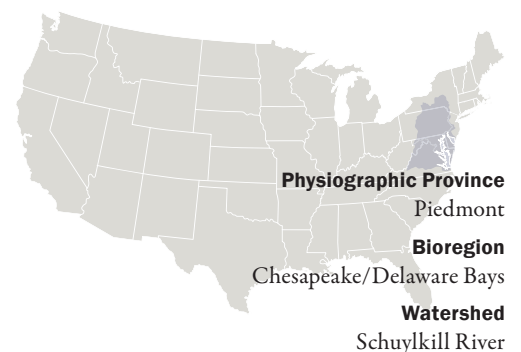 Physiographic Province
Piedmont
Bioregion
Chesapeake/Delaware Bays
Watershed
Schuylkill River